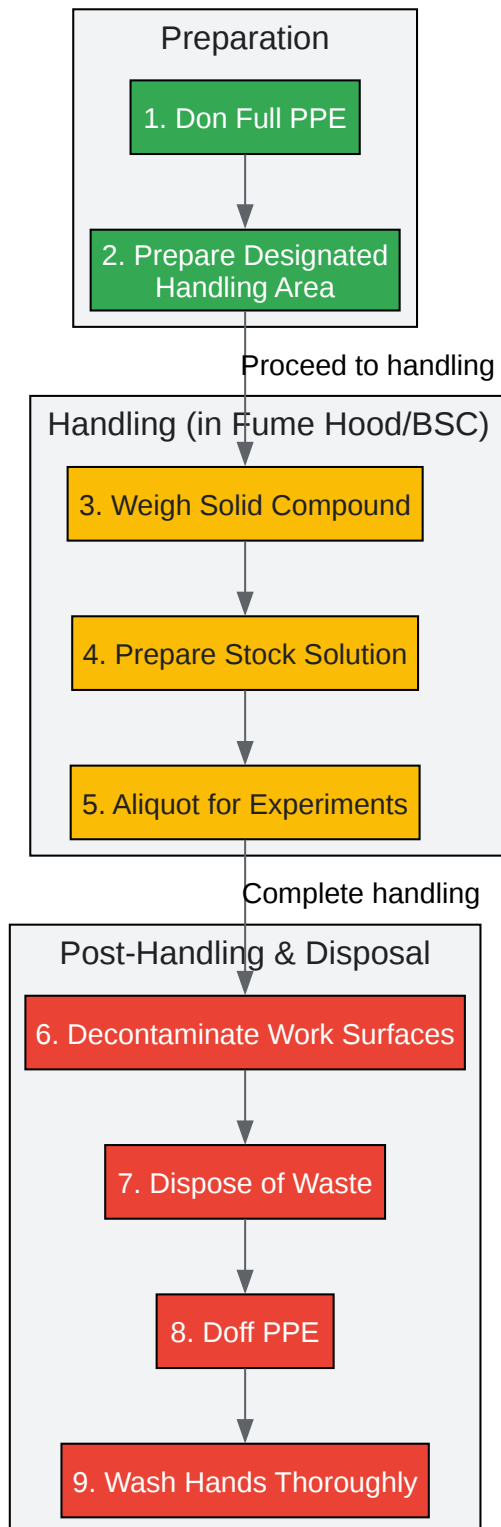 Preparation
1. Don Full PPE
2. Prepare Designated
Handling Area
Proceed to handling
Handling (in Fume Hood/BSC)
3. Weigh Solid Compound
4. Prepare Stock Solution
5. Aliquot for Experiments
Complete handling
Post-Handling & Disposal
6. Decontaminate Work Surfaces
7. Dispose of Waste
8. Doff PPE
9. Wash Hands Thoroughly